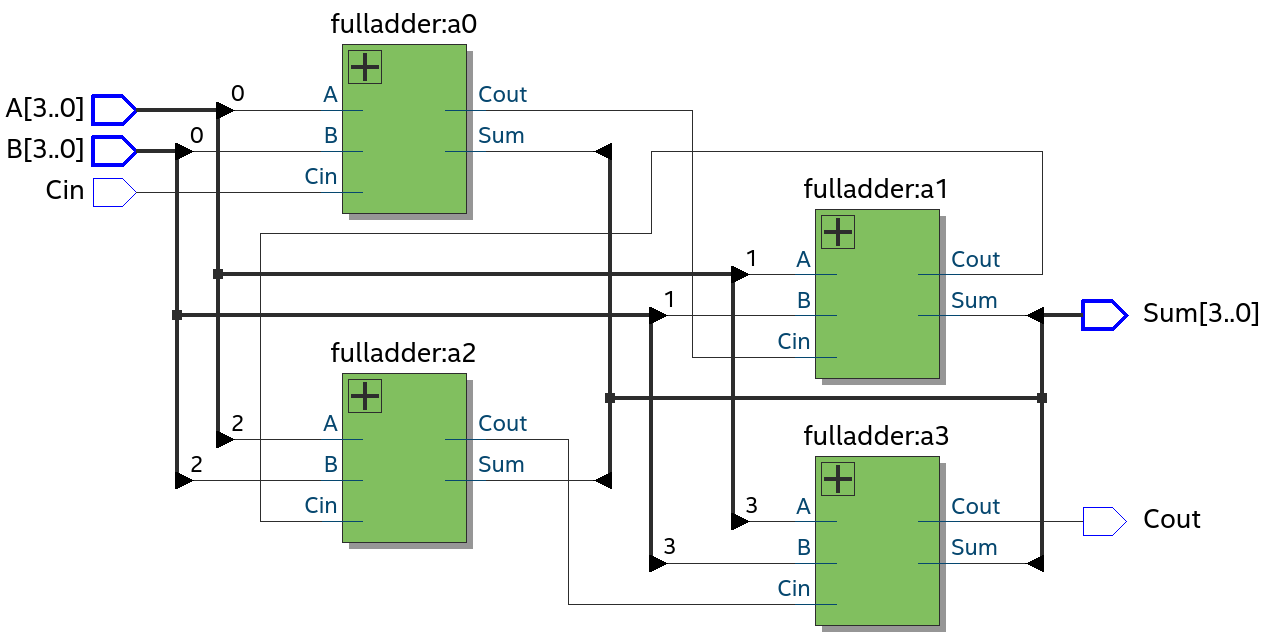 fulladder:a0
A[3..0]
0
A
Cout
B[3..0]
0
B
Sum
Cin
Cin
fulladder:a1
1
A
Cout
1
B
Sum
Sum[3..0]
Cin
fulladder:a2
2
A
Cout
2
B
Sum
Cin
fulladder:a3
3
A
Cout
Cout
3
B
Sum
Cin